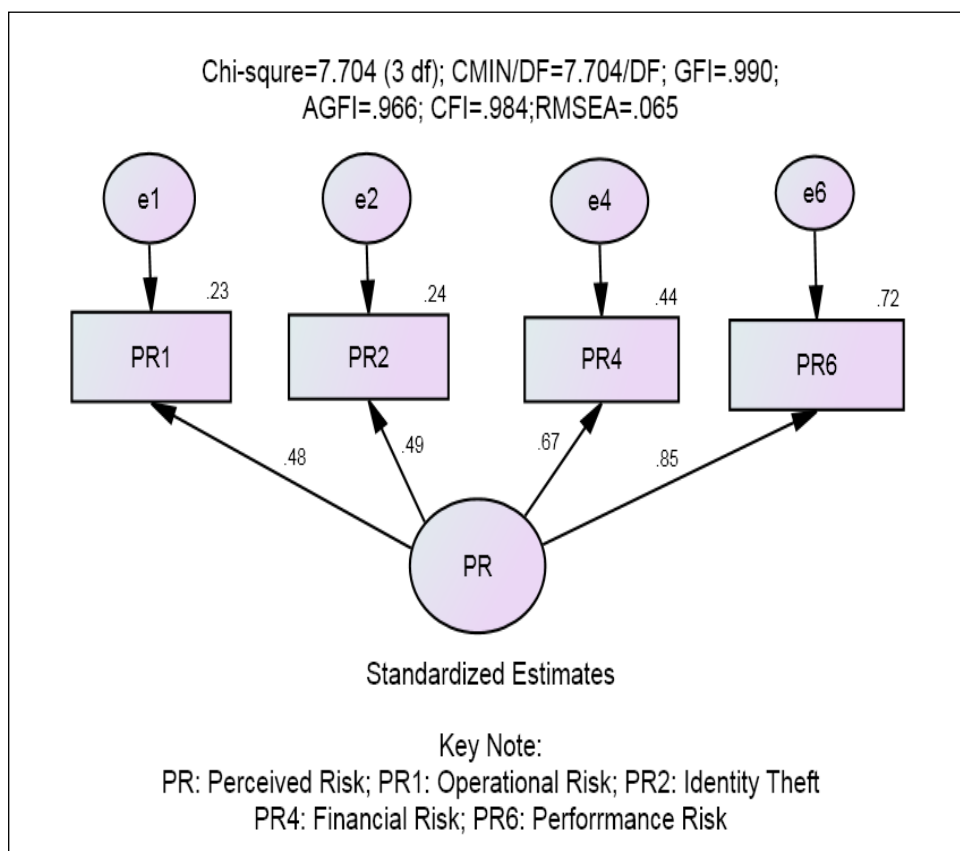 Chi-squre=7.704 (3 df); CMIN/DF=7.704/DF; GFI=.990;
AGFI=.966; CFI=.984;RMSEA=.065
e1
e2
e4
e6
.23
.24
.44
.72
PR1
PR2
PR4
PR6
.48
.49
.67
.85
PR
Standardized Estimates
Key Note:
PR: Perceived Risk; PR1: Operational Risk; PR2: Identity Theft
PR4: Financial Risk; PR6: Perforrmance Risk